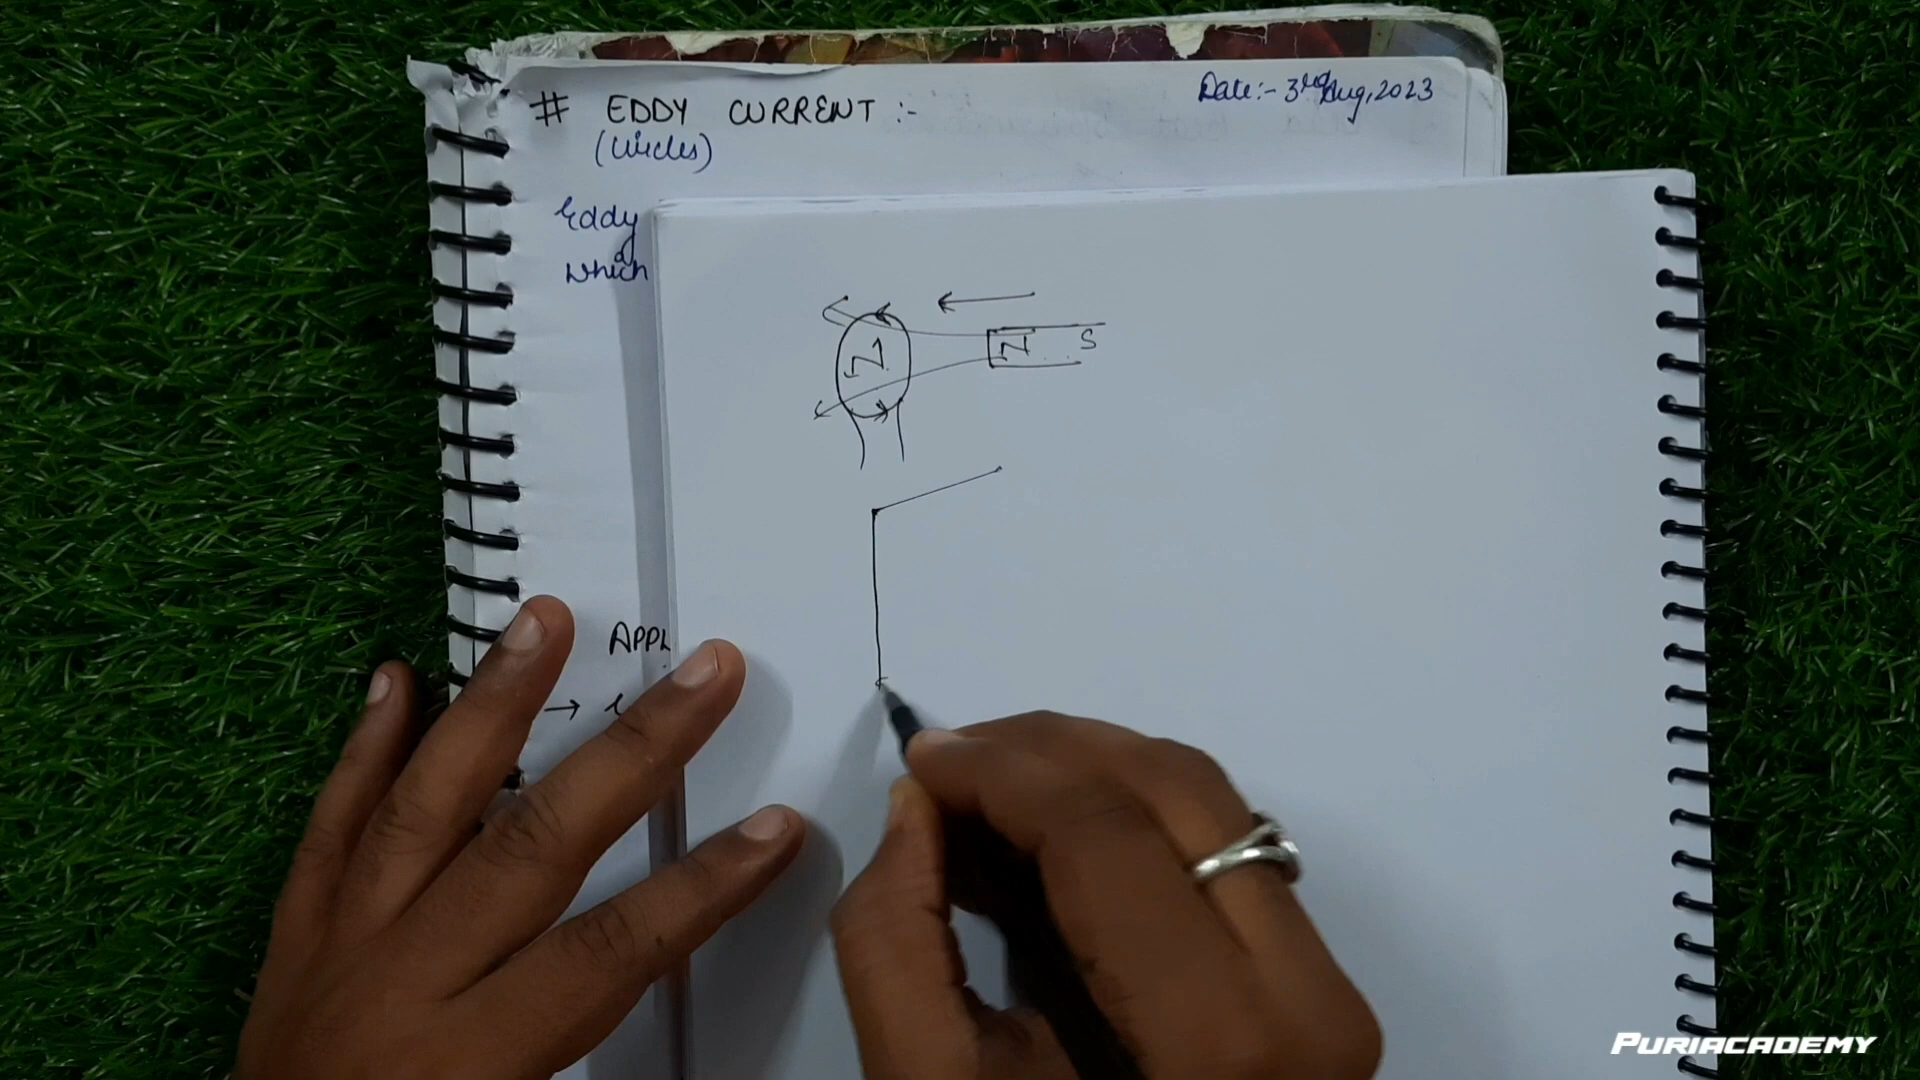 # EDDY CURRENT :-
Date:- 3rd Aug, 2023
(Circles)
Eddy
which
N
N S
APPL
→
PURIACADEMY